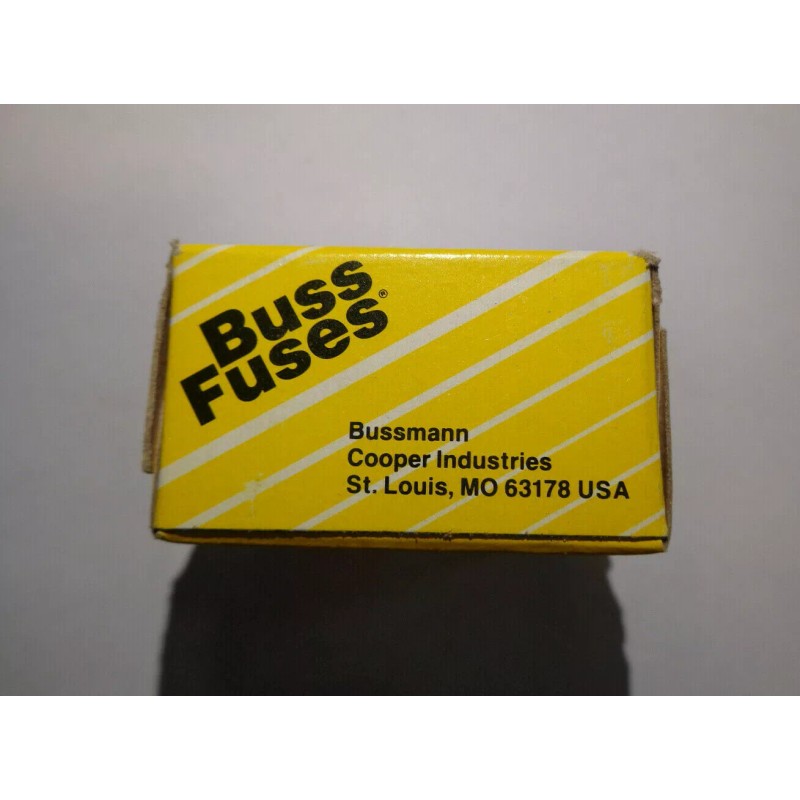 Buss
Fuses®
Bussmann
Cooper Industries
St. Louis, MO 63178 USA